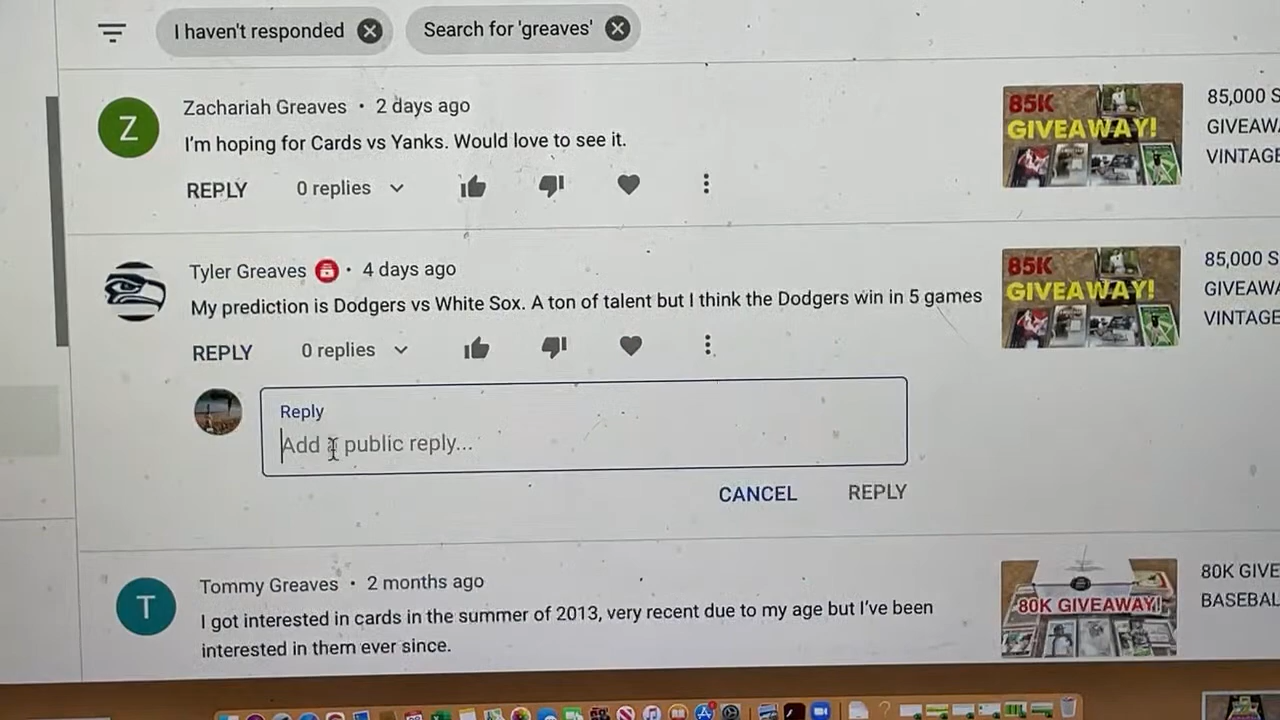 I haven't responded
Search for 'greaves'
Z
Zachariah Greaves • 2 days ago
I'm hoping for Cards vs Yanks. Would love to see it.
REPLY 0 replies
85K
GIVEAWAY!
85,000 S
GIVEAW
VINTAGE
Tyler Greaves • 4 days ago
My prediction is Dodgers vs White Sox. A ton of talent but I think the Dodgers win in 5 games
REPLY 0 replies
85K
GIVEAWAY!
85,000 S
GIVEAWA
VINTAGE
Reply
Add a public reply...
CANCEL REPLY
T
Tommy Greaves • 2 months ago
I got interested in cards in the summer of 2013, very recent due to my age but I've been
interested in them ever since.
80K GIVEAWAY!
80K GIVE
BASEBAL